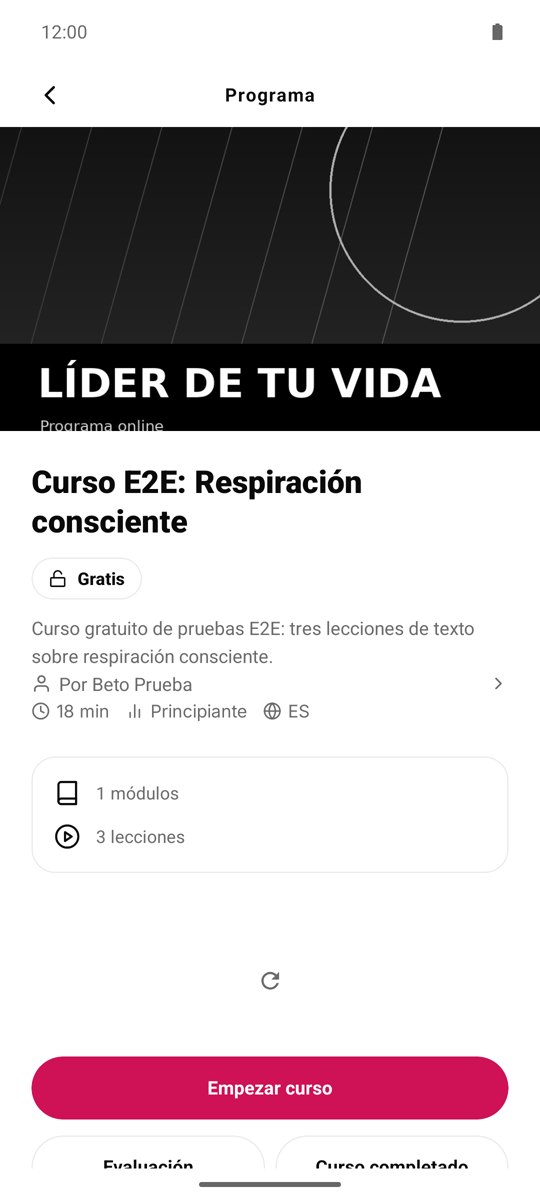 12:00
Programa
LÍDER DE TU VIDA
Programa online
Curso E2E: Respiración
consciente
Gratis
Curso gratuito de pruebas E2E: tres lecciones de texto
sobre respiración consciente.
Por Beto Prueba
18 min Principiante ES
1 módulos
3 lecciones
Empezar curso
Evaluación Curso completado